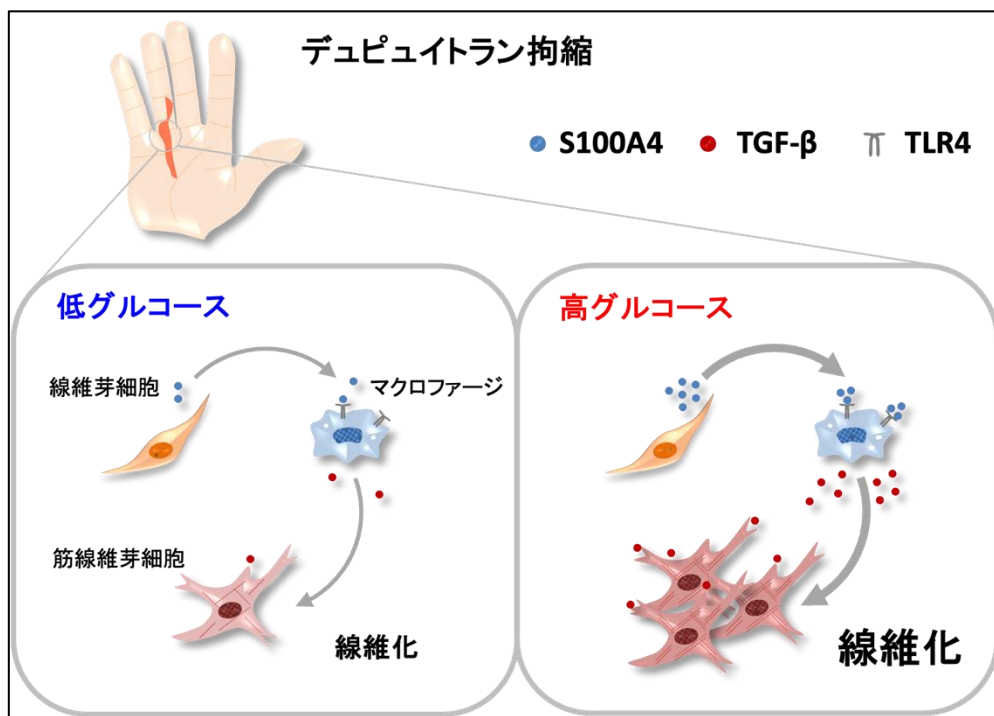 デュピュイトラン拘縮
S100A4 TGF-β TLR4
低グルコース
線維芽細胞
マクロファージ
筋線維芽細胞
線維化
高グルコース
線維化